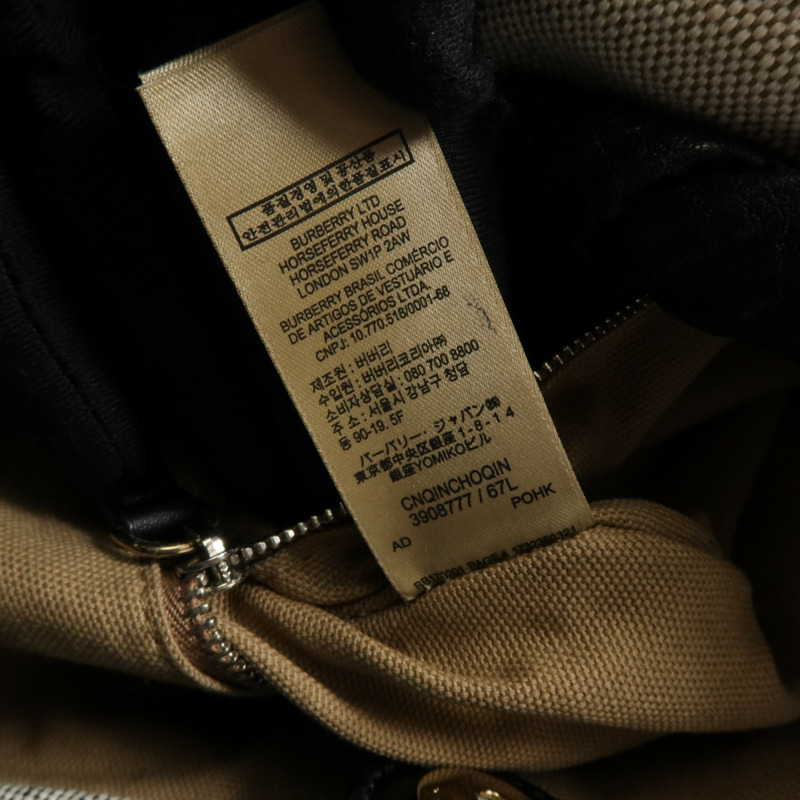 품질경영 및 공산품
안전관리법에의한품질표시
BURBERRY LTD
HORSEFERRY HOUSE
HORSEFERRY ROAD
LONDON SW1P 2AW
BURBERRY BRASIL COMÉRCIO
DE ARTIGOS DE VESTUÁRIO E
ACESSÓRIOS LTDA.
CNPJ: 10.770.518/0001-68
제조원 : 버버리
수입원 : 버버리코리아㈜
소비자상담실 : 080 700 8800
주 소 : 서울시 강남구 청담
동 90-19. 5F
バーバリー. ジャパン㈱
東京都中央区銀座1-8-14
銀座YOMIKOビル
CNQINCHOQIN
3908777 / 67L
POHK
AD